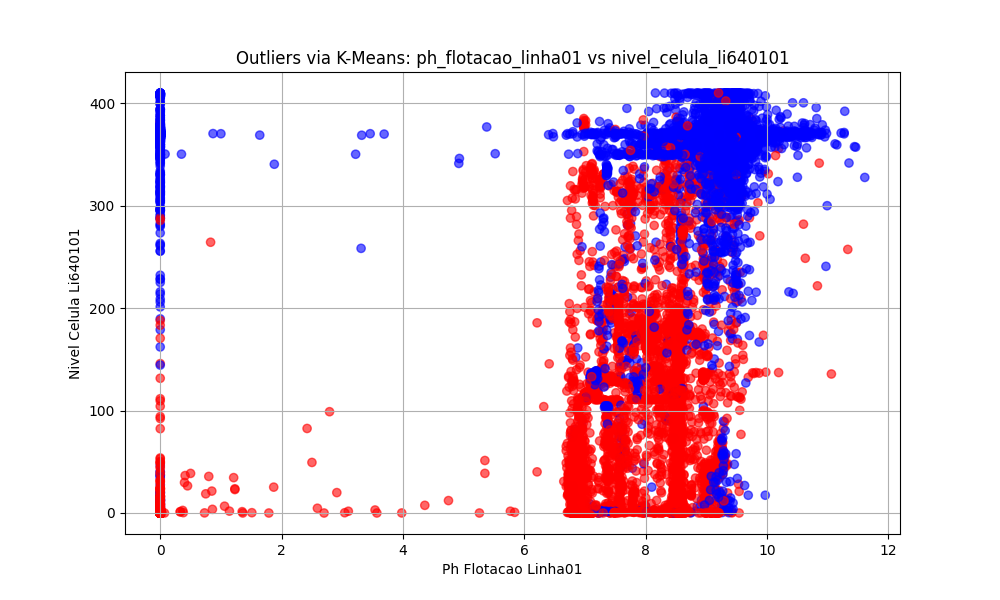 Outliers via K-Means: ph_flotacao_linha01 vs nivel_celula_li640101
400
300
200
100
0
Nivel Celula Li640101
0 2 4 6 8 10 12
Ph Flotacao Linha01